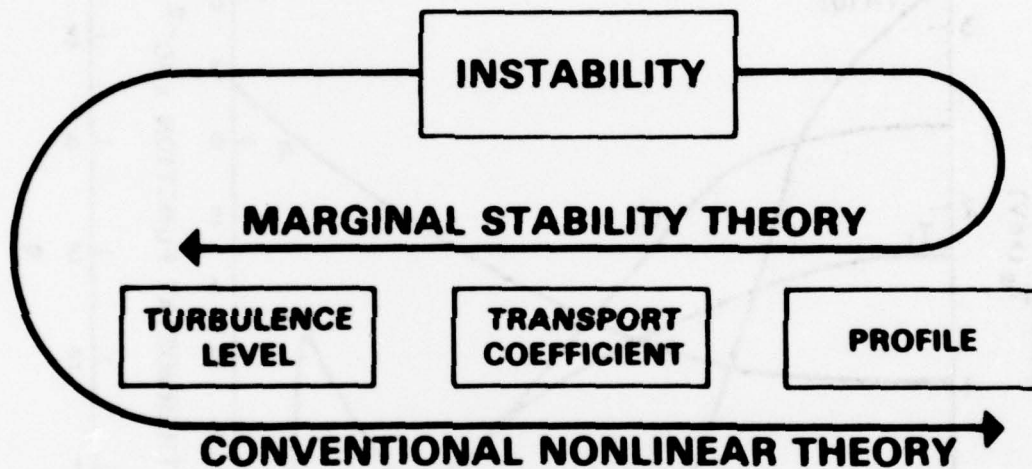 INSTABILITY
MARGINAL STABILITY THEORY
TURBULENCE
LEVEL
TRANSPORT
COEFFICIENT
PROFILE
CONVENTIONAL NONLINEAR THEORY